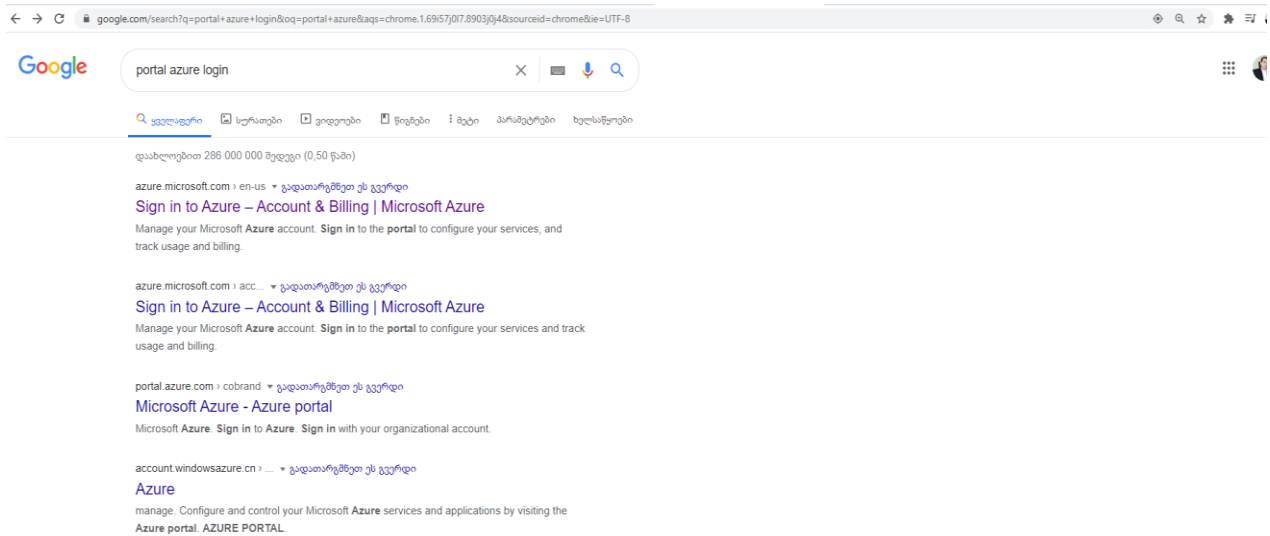 google.com/search?q=portal+azure+login&oq=portal+azure&aqs=chrome.1.69i57j0l7.8903j0j4&sourceid=chrome&ie=UTF-8
Google
portal azure login
ყველაფერი სურათები ვიდეოები წიგნები მეტი პარამეტრები ხელსაწყოები
დაახლოებით 286 000 000 შედეგი (0,50 წამი)
azure.microsoft.com › en-us ▾ გადათარგმნეთ ეს გვერდი
Sign in to Azure – Account & Billing | Microsoft Azure
Manage your Microsoft Azure account. Sign in to the portal to configure your services, and
track usage and billing.
azure.microsoft.com › acc... ▾ გადათარგმნეთ ეს გვერდი
Sign in to Azure – Account & Billing | Microsoft Azure
Manage your Microsoft Azure account. Sign in to the portal to configure your services and track
usage and billing.
portal.azure.com › cobrand ▾ გადათარგმნეთ ეს გვერდი
Microsoft Azure - Azure portal
Microsoft Azure. Sign in to Azure. Sign in with your organizational account.
account.windowsazure.cn › ... ▾ გადათარგმნეთ ეს გვერდი
Azure
manage. Configure and control your Microsoft Azure services and applications by visiting the
Azure portal. AZURE PORTAL.